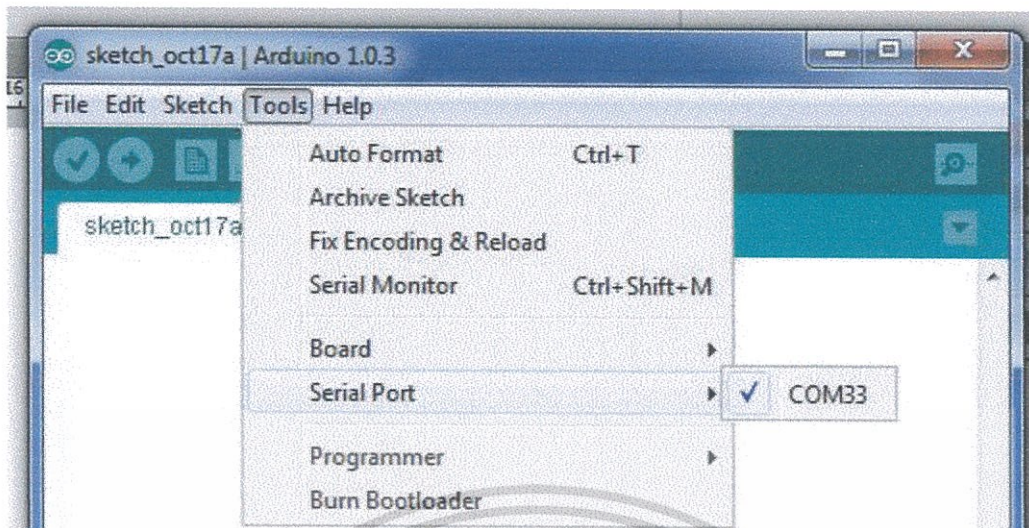 sketch_oct17a | Arduino 1.0.3
16
File Edit Sketch Tools Help
Auto Format Ctrl+T
Archive Sketch
sketch_oct17a
Fix Encoding & Reload
Serial Monitor Ctrl+Shift+M
Board
Serial Port COM33
Programmer
Burn Bootloader